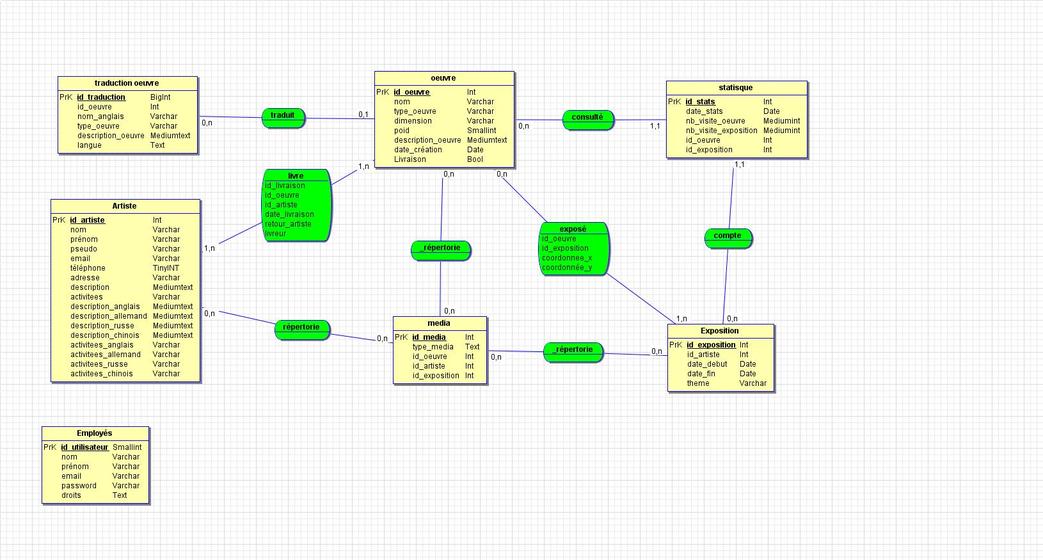 traduction oeuvre
PrK id_traduction BigInt
id_oeuvre Int
nom_anglais Varchar
type_oeuvre Varchar
description_oeuvre Mediumtext
langue Text
0,n
traduit
0,1
oeuvre
PrK id_oeuvre Int
nom Varchar
type_oeuvre Varchar
dimension Varchar
poid Smallint
description_oeuvre Mediumtext
date_création Date
Livraison Bool
0,n
consulté
1,1
statisque
PrK id_stats Int
date_stats Date
nb_visite_oeuvre Mediumint
nb_visite_exposition Mediumint
id_oeuvre Int
id_exposition Int
1,n
livre
id_livraison
id_oeuvre
id_artiste
date_livraison
retour_artiste
livreur
1,n
0,n
0,n
1,1
Artiste
PrK id_artiste Int
nom Varchar
prénom Varchar
pseudo Varchar
email Varchar
téléphone TinyINT
adresse Varchar
description Mediumtext
activitees Varchar
description_anglais Mediumtext
description_allemand Mediumtext
description_russe Mediumtext
description_chinois Mediumtext
activitees_anglais Varchar
activitees_allemand Varchar
activitees_russe Varchar
activitees_chinois Varchar
_répertorie
exposé
id_oeuvre
id_exposition
coordonnee_x
coordonnée_y
compte
0,n
répertorie
0,n
0,n
media
PrK id_media Int
type_media Text
id_oeuvre Int
id_artiste Int
id_exposition Int
0,n
_répertorie
0,n
1,n
0,n
Exposition
PrK id_exposition Int
id_artiste Int
date_debut Date
date_fin Date
theme Varchar
Employés
PrK id_utilisateur Smallint
nom Varchar
prénom Varchar
email Varchar
password Varchar
droits Text